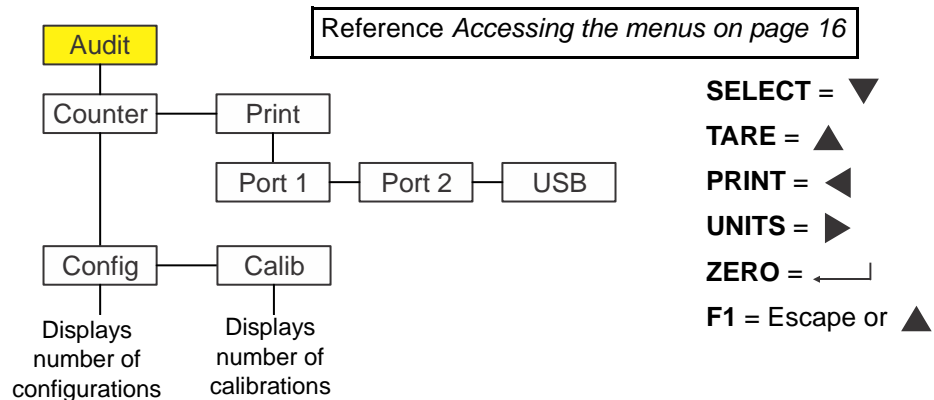 Audit
Reference Accessing the menus on page 16
Counter
Print
Port 1
Port 2
USB
Config
Calib
Displays
number of
configurations
Displays
number of
calibrations
SELECT = ▼
TARE = ▲
PRINT = ◀
UNITS = ▶
ZERO = ↵
F1 = Escape or ▲